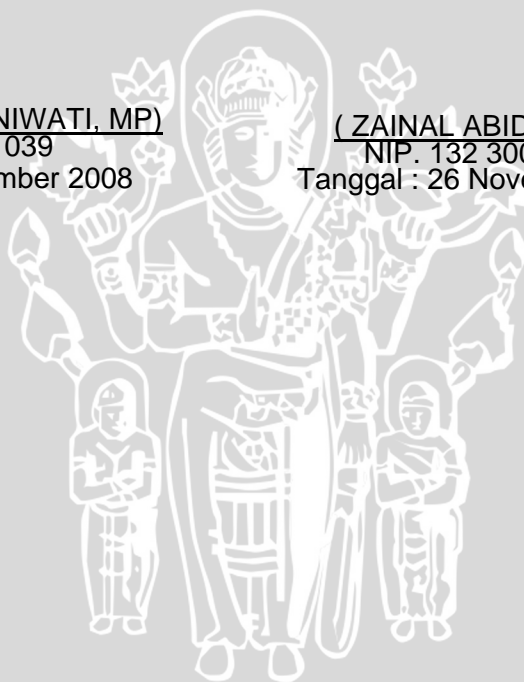 NIWATI, MP)
039
mber 2008
( ZAINAL ABID
NIP. 132 300
Tanggal : 26 Nove